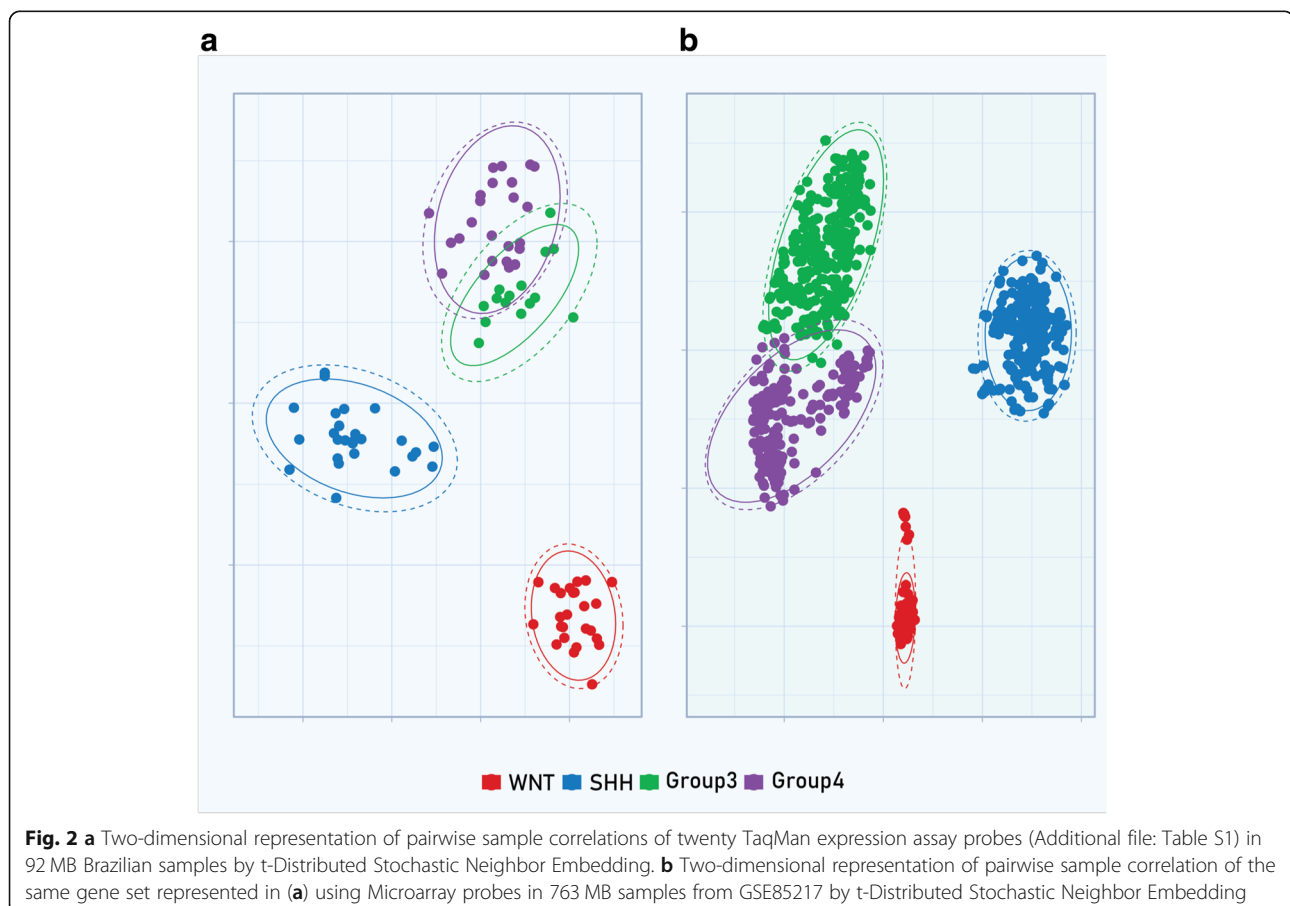 a
b
WNT SHH Group3 Group4
Fig. 2 a Two-dimensional representation of pairwise sample correlations of twenty TaqMan expression assay probes (Additional file: Table S1) in
92 MB Brazilian samples by t-Distributed Stochastic Neighbor Embedding. b Two-dimensional representation of pairwise sample correlation of the
same gene set represented in (a) using Microarray probes in 763 MB samples from GSE85217 by t-Distributed Stochastic Neighbor Embedding